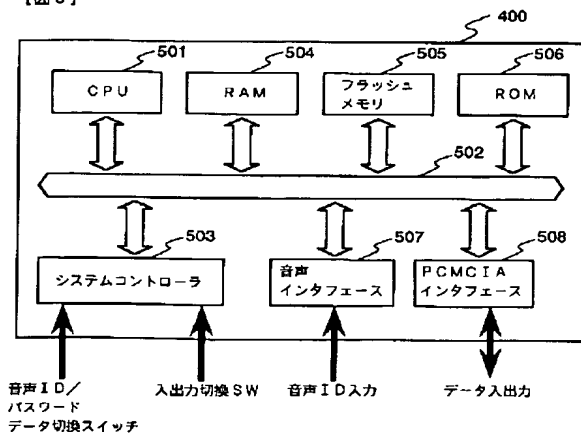 400
501
504
505
506
CPU
RAM
フラッシュ
メモリ
ROM
502
503
507
508
システムコントローラ
音声
インタフェース
PCMCIA
インタフェース
音声ID/
パスワード
データ切換スイッチ
入出力切換SW
音声ID入力
データ入出力